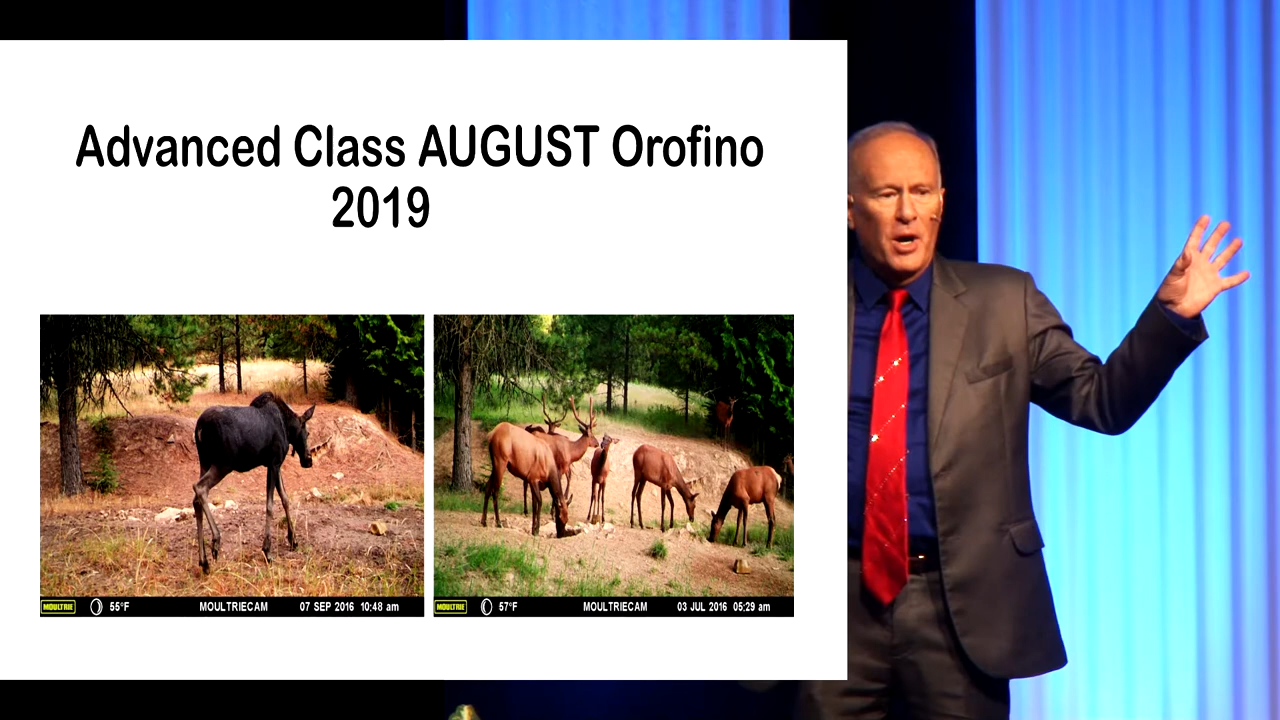 Advanced Class AUGUST Orofino
2019
MOULTRIE 55°F MOULTRIECAM 07 SEP 2016 10:48 am
MOULTRIE 57°F MOULTRIECAM 03 JUL 2016 05:29 am